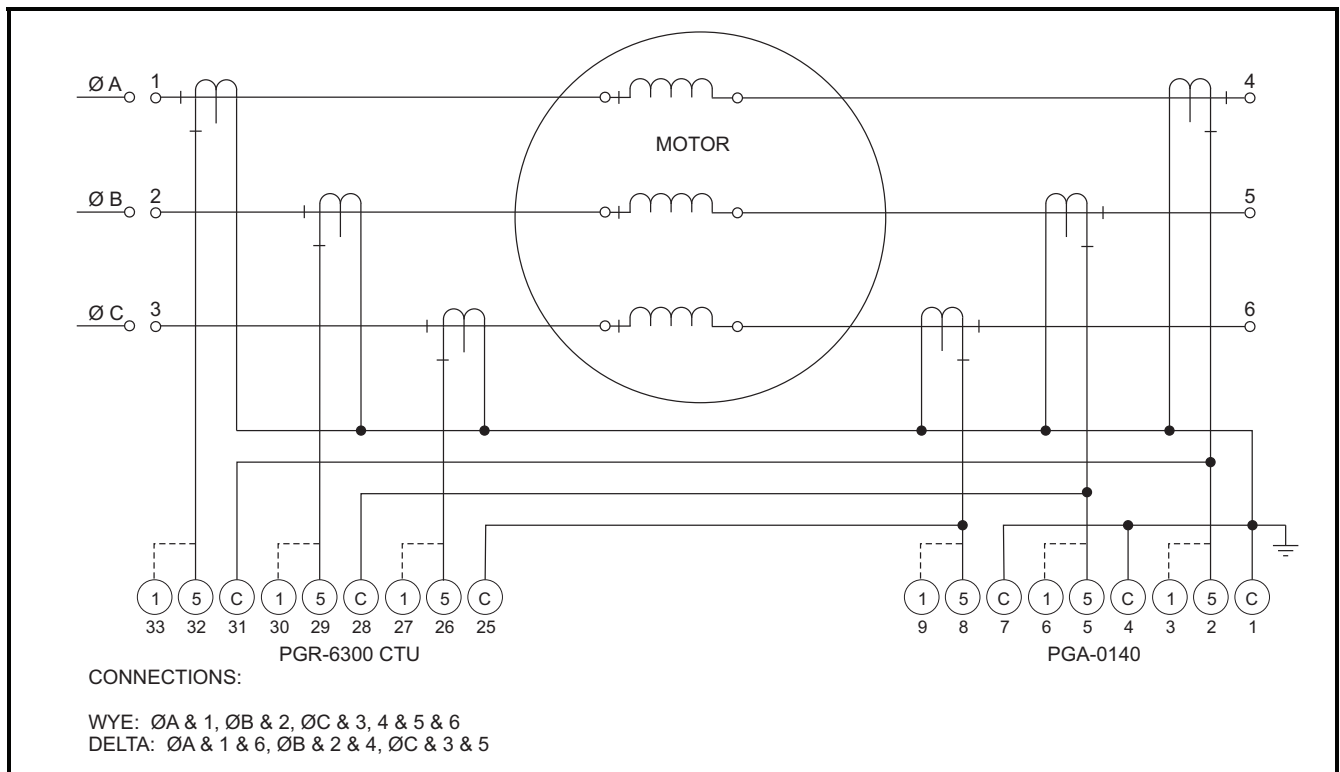 ØA 1 4
MOTOR
ØB 2 5
ØC 3 6
1 5 C 1 5 C 1 5 C 1 5 C 1 5 C 1 5 C
33 32 31 30 29 28 27 26 25 9 8 7 6 5 4 3 2 1
PGR-6300 CTU PGA-0140
CONNECTIONS:
WYE: ØA & 1, ØB & 2, ØC & 3, 4 & 5 & 6
DELTA: ØA & 1 & 6, ØB & 2 & 4, ØC & 3 & 5